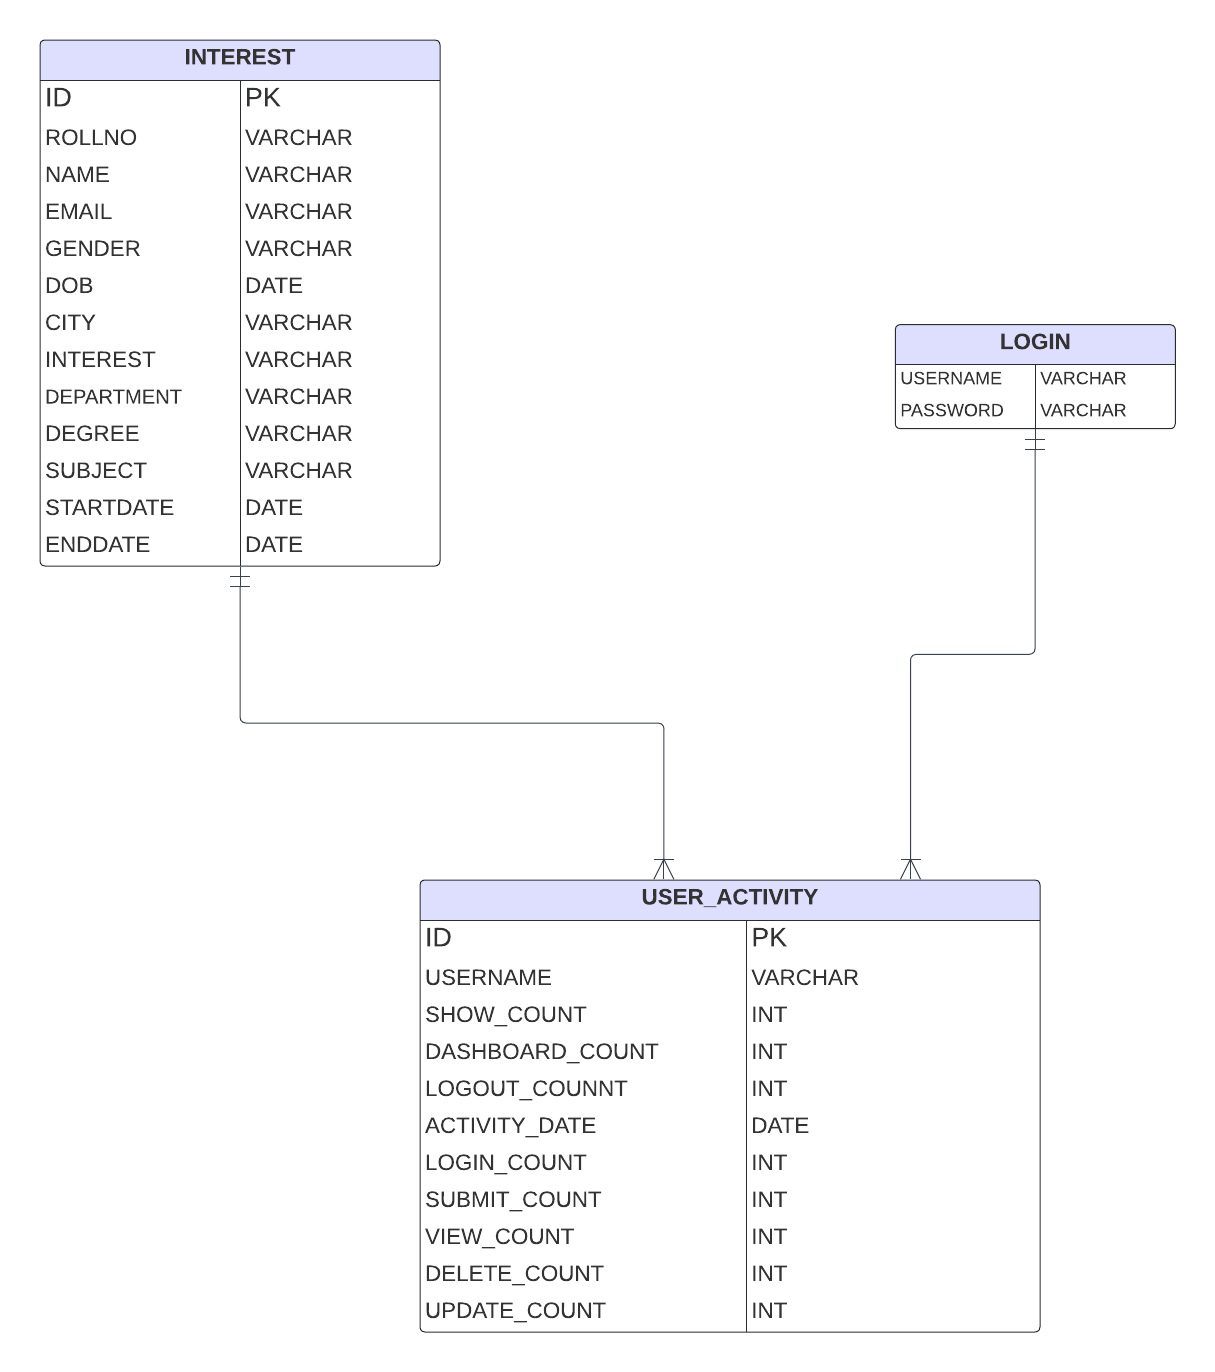 INTEREST
ID PK
ROLLNO VARCHAR
NAME VARCHAR
EMAIL VARCHAR
GENDER VARCHAR
DOB DATE
CITY VARCHAR
INTEREST VARCHAR
DEPARTMENT VARCHAR
DEGREE VARCHAR
SUBJECT VARCHAR
STARTDATE DATE
ENDDATE DATE
LOGIN
USERNAME VARCHAR
PASSWORD VARCHAR
USER_ACTIVITY
ID PK
USERNAME VARCHAR
SHOW_COUNT INT
DASHBOARD_COUNT INT
LOGOUT_COUNNT INT
ACTIVITY_DATE DATE
LOGIN_COUNT INT
SUBMIT_COUNT INT
VIEW_COUNT INT
DELETE_COUNT INT
UPDATE_COUNT INT